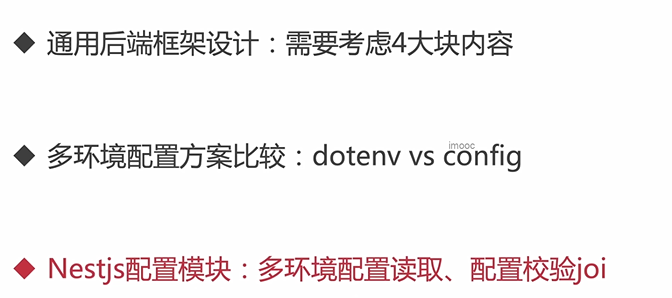 ◆ 通用后端框架设计：需要考虑4大块内容
◆ 多环境配置方案比较：dotenv vs config
imooc
◆ Nestjs配置模块：多环境配置读取、配置校验joi